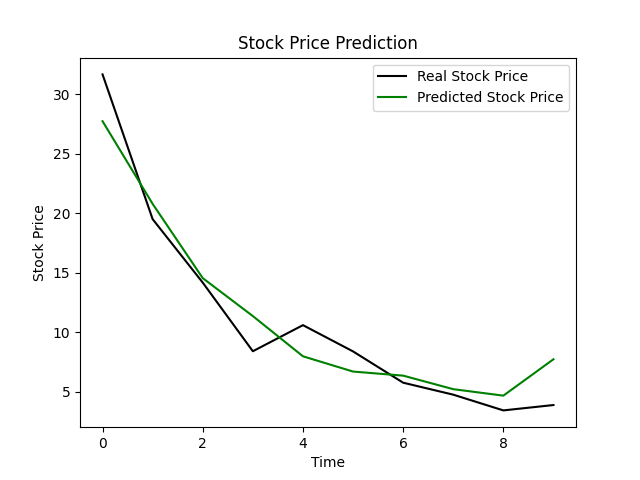 Stock Price Prediction
Real Stock Price
Predicted Stock Price
Stock Price
30
25
20
15
10
5
0 2 4 6 8
Time